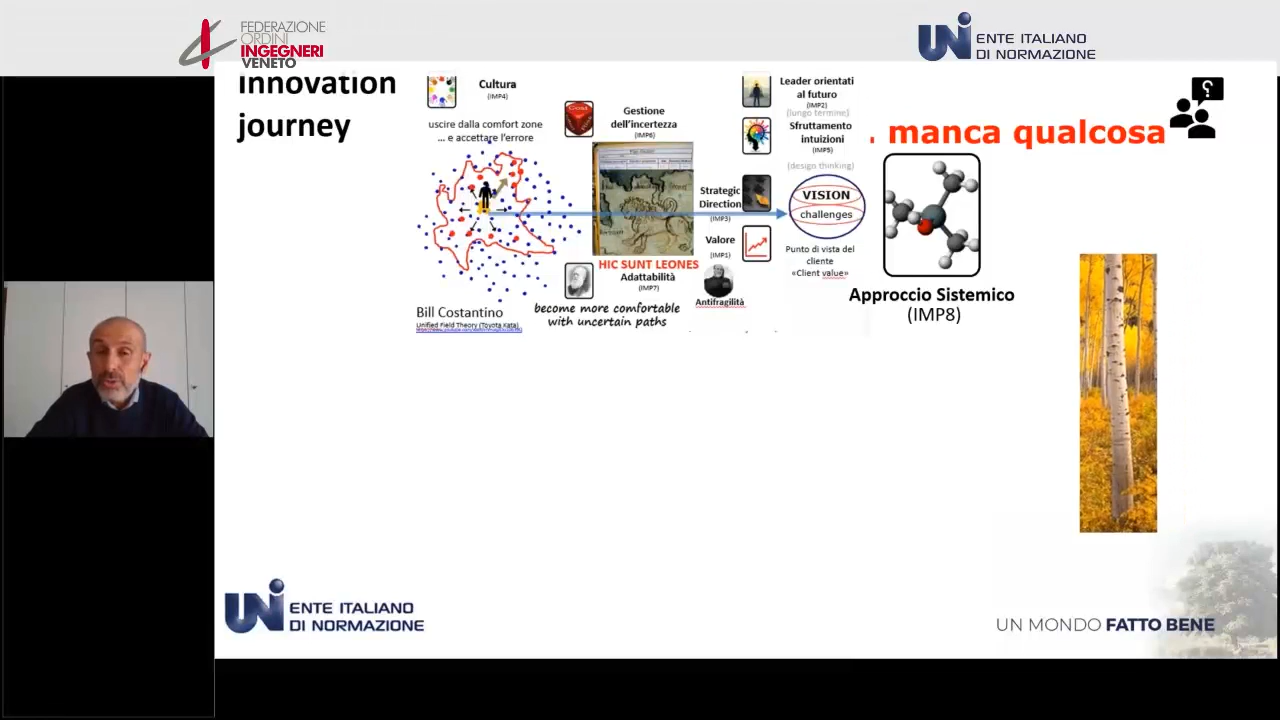 FEDERAZIONE
ORDINI
INGEGNERI
VENETO
UNI ENTE ITALIANO
DI NORMAZIONE
Innovation
journey
Cultura
(IMP4)
uscire dalla comfort zone
... e accettare l'errore
Gestione
dell'incertezza
(IMP6)
Leader orientati
al futuro
(IMP2)
(lungo termine)
Sfruttamento
intuizioni
(IMP5)
(design thinking)
. manca qualcosa
Strategic
Direction
(IMP3)
VISION
challenges
Valore
(IMP1)
Punto di vista del
cliente
«Client value»
HIC SUNT LEONES
Adattabilità
(IMP7)
Antifragilità
become more comfortable
with uncertain paths
Bill Costantino
Unified Field Theory (Toyota Kata)
Approccio Sistemico
(IMP8)
UNI ENTE ITALIANO
DI NORMAZIONE
UN MONDO FATTO BENE